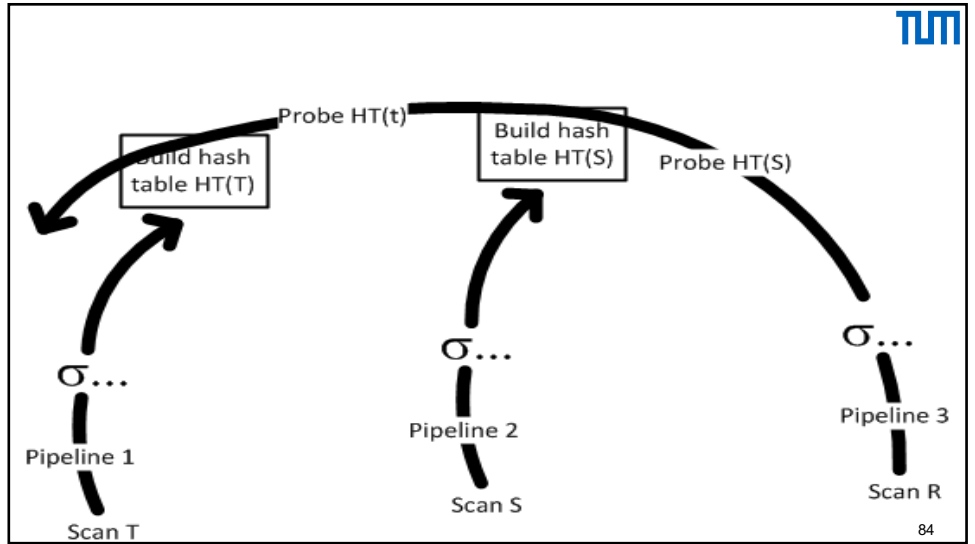 TUM
Probe HT(t)
Build hash
table HT(S)
Probe HT(S)
Build hash
table HT(T)
σ...
σ...
σ...
Pipeline 3
Pipeline 2
Pipeline 1
Scan R
Scan S
Scan T
84